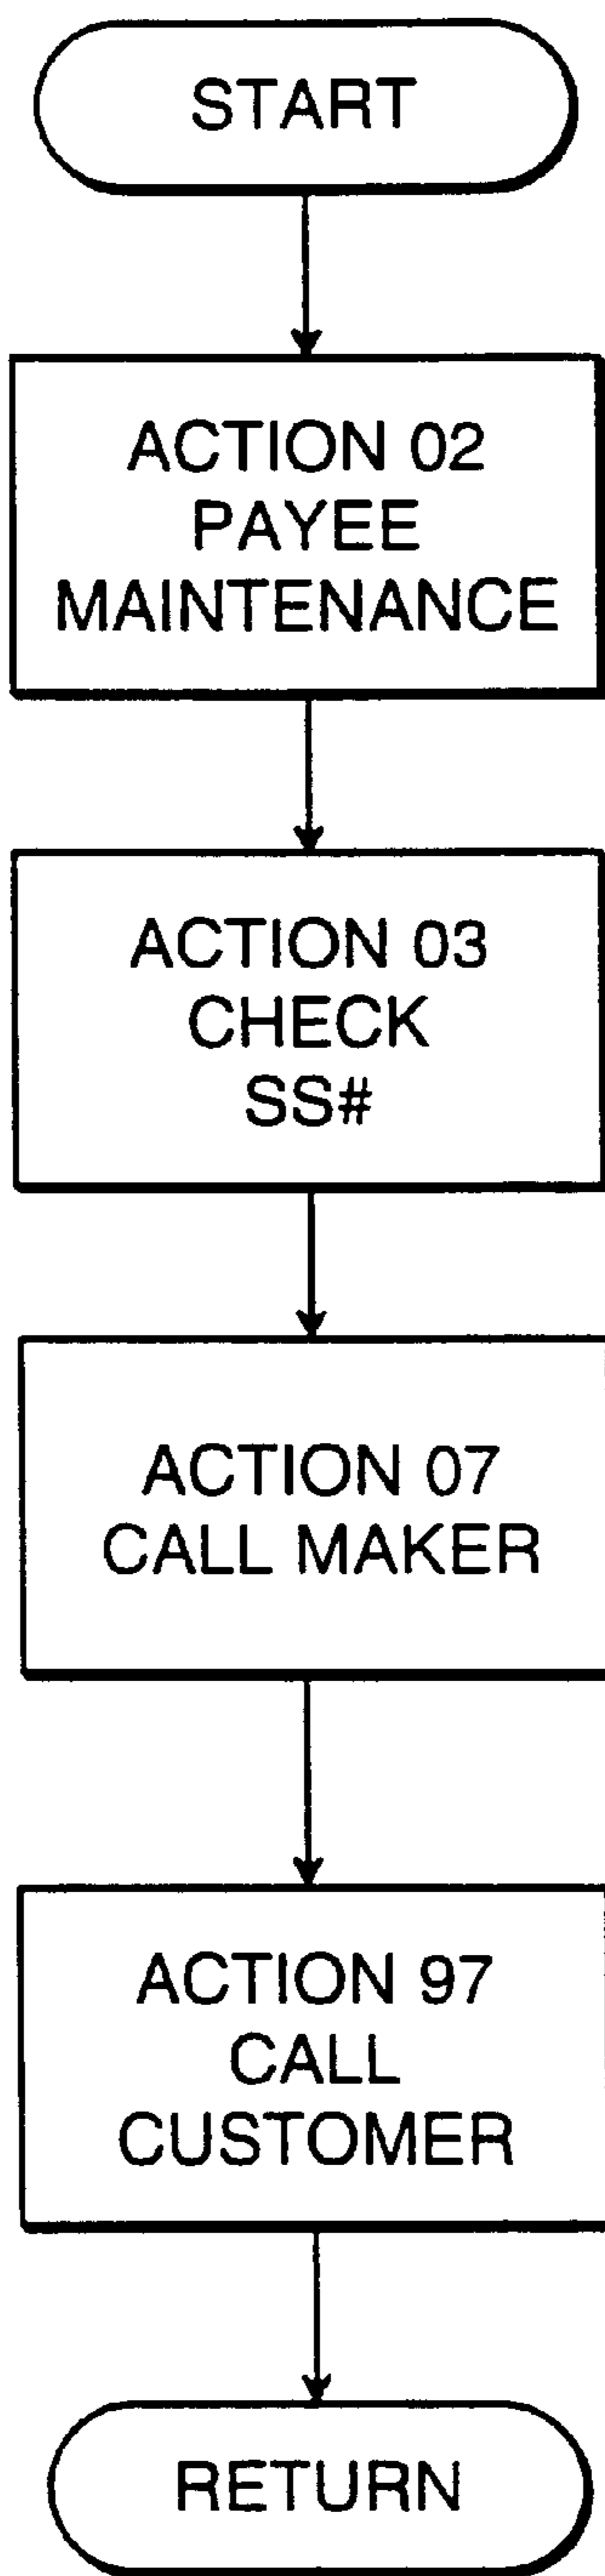 START
ACTION 02
PAYEE
MAINTENANCE
ACTION 03
CHECK
SS#
ACTION 07
CALL MAKER
ACTION 97
CALL
CUSTOMER
RETURN